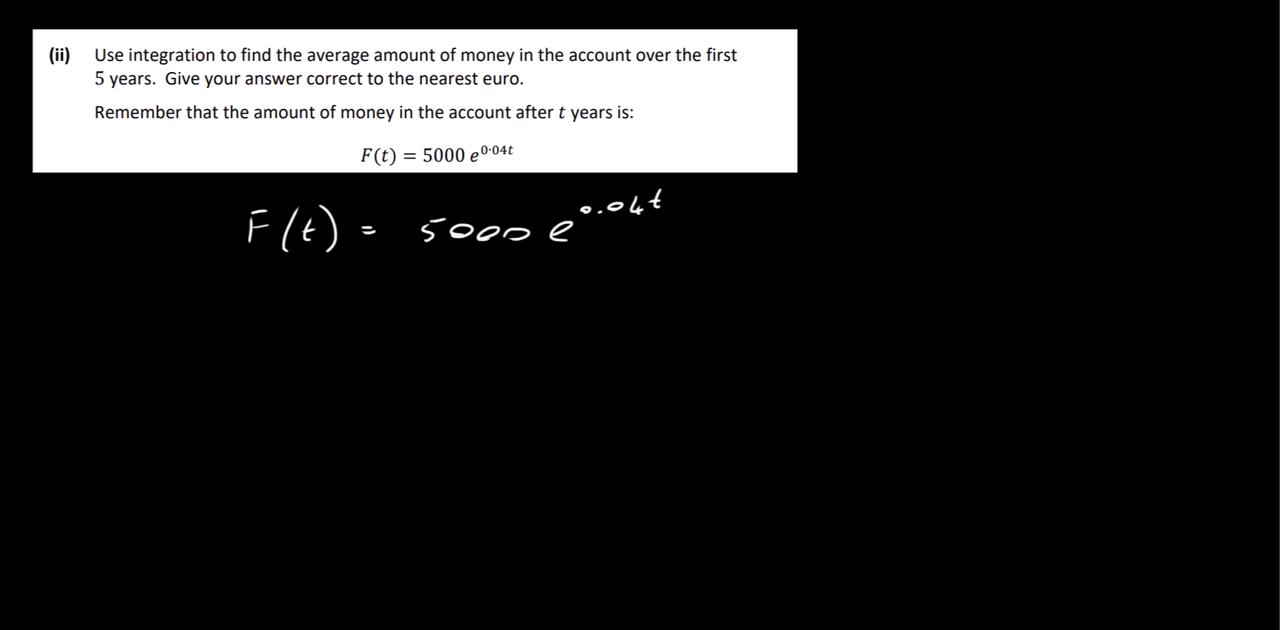 (ii) Use integration to find the average amount of money in the account over the first
5 years. Give your answer correct to the nearest euro.
Remember that the amount of money in the account after t years is:
F(t) = 5000 e^0·04t
F(t) = 5000 e^0.04t